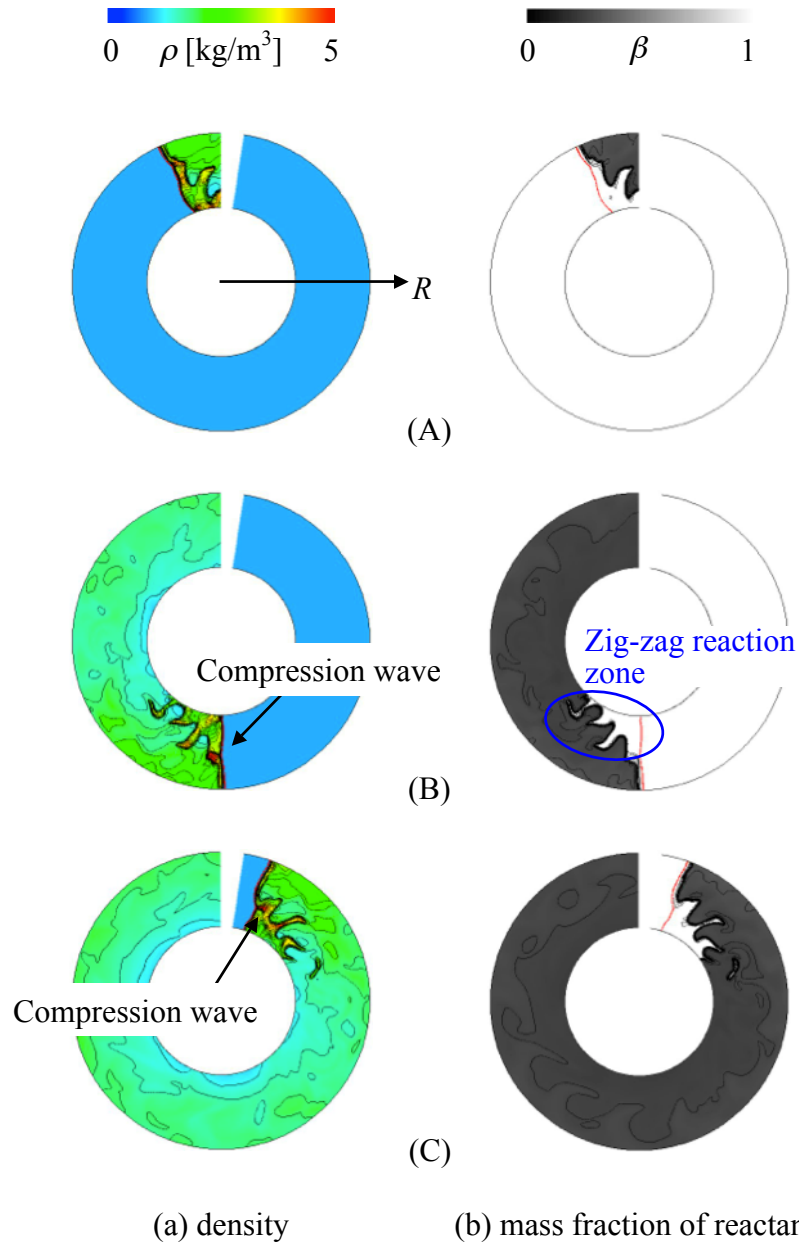 0 ρ [kg/m³] 5
0 β 1
R
(A)
Compression wave
Zig-zag reaction
zone
(B)
Compression wave
(C)
(a) density
(b) mass fraction of reactan